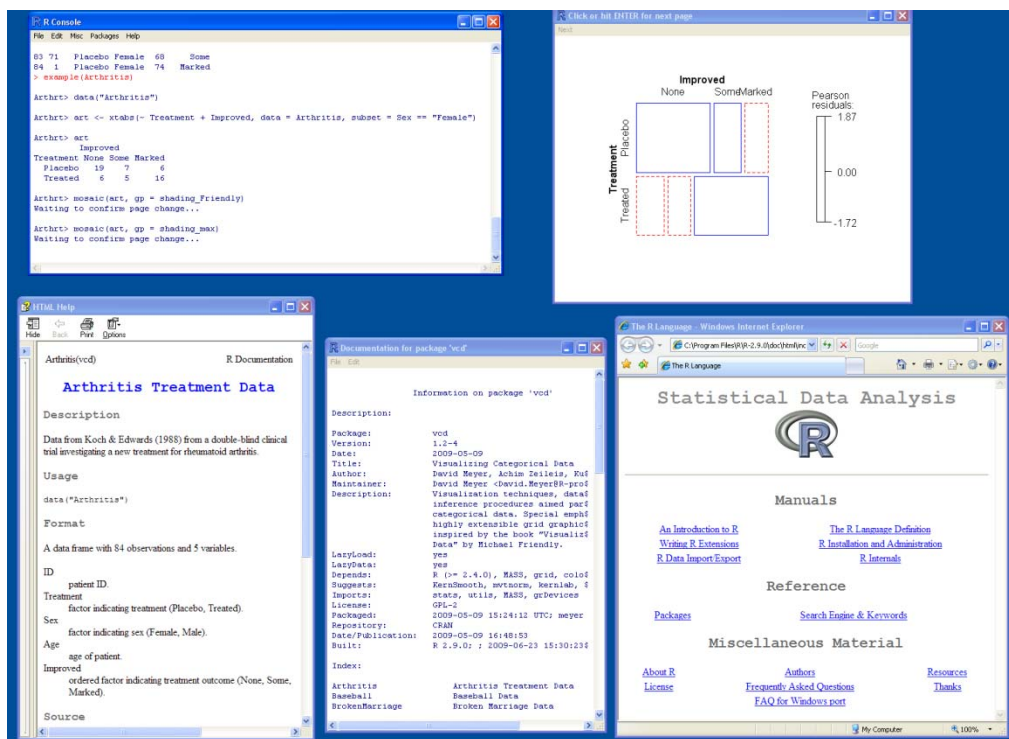 R Console
File Edit Misc Packages Help
83 71 Placebo Female 68 Some
84 1 Placebo Female 74 Marked
> example(Arthritis)
Arthrt> data("Arthritis")
Arthrt> art <- xtabs(~ Treatment + Improved, data = Arthritis, subset = Sex == "Female")
Arthrt> art
Improved
Treatment None Some Marked
Placebo 19 7 6
Treated 6 5 16
Arthrt> mosaic(art, gp = shading_Friendly)
Waiting to confirm page change...
Arthrt> mosaic(art, gp = shading_max)
Waiting to confirm page change...
R Click or hit ENTER for next page
Next
Improved
None Some Marked
Treatment
Placebo
Treated
Pearson
residuals:
1.87
0.00
-1.72
HTML Help
Hide Back Print Options
Arthritis(vcd) R Documentation
Arthritis Treatment Data
Description
Data from Koch & Edwards (1988) from a double-blind clinical
trial investigating a new treatment for rheumatoid arthritis.
Usage
data("Arthritis")
Format
A data frame with 84 observations and 5 variables.
ID
patient ID.
Treatment
factor indicating treatment (Placebo, Treated).
Sex
factor indicating sex (Female, Male).
Age
age of patient.
Improved
ordered factor indicating treatment outcome (None, Some,
Marked).
Source
Documentation for package 'vcd'
File Edit
Information on package 'vcd'
Description:
Package: vcd
Version: 1.2-4
Date: 2009-05-09
Title: Visualizing Categorical Data
Author: David Meyer, Achim Zeileis, Ku$
Maintainer: David Meyer <David.Meyer@R-pro$
Description: Visualization techniques, data$
inference procedures aimed par$
categorical data. Special emph$
highly extensible grid graphic$
inspired by the book "Visualiz$
Data" by Michael Friendly.
LazyLoad: yes
LazyData: yes
Depends: R (>= 2.4.0), MASS, grid, colo$
Suggests: KernSmooth, mvtnorm, kernlab, $
Imports: stats, utils, MASS, grDevices
License: GPL-2
Packaged: 2009-05-09 15:24:12 UTC; meyer
Repository: CRAN
Date/Publication: 2009-05-09 16:48:53
Built: R 2.9.0; ; 2009-06-23 15:30:23$
Index:
Arthritis Arthritis Treatment Data
Baseball Baseball Data
BrokenMarriage Broken Marriage Data
The R Language - Windows Internet Explorer
C:\Program Files\R\R-2.9.0\doc\html\inc
Google
The R Language
Statistical Data Analysis
R
Manuals
An Introduction to R The R Language Definition
Writing R Extensions R Installation and Administration
R Data Import/Export R Internals
Reference
Packages Search Engine & Keywords
Miscellaneous Material
About R Authors Resources
License Frequently Asked Questions Thanks
FAQ for Windows port
My Computer 100%